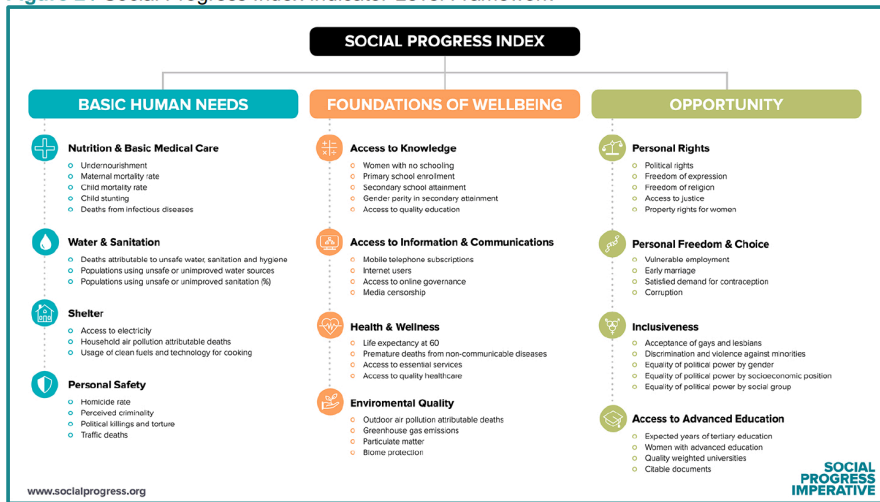 SOCIAL PROGRESS INDEX
BASIC HUMAN NEEDS
Nutrition & Basic Medical Care
Undernourishment
Maternal mortality rate
Child mortality rate
Child stunting
Deaths from infectious diseases
Water & Sanitation
Deaths attributable to unsafe water, sanitation and hygiene
Populations using unsafe or unimproved water sources
Populations using unsafe or unimproved sanitation (%)
Shelter
Access to electricity
Household air pollution attributable deaths
Usage of clean fuels and technology for cooking
Personal Safety
Homicide rate
Perceived criminality
Political killings and torture
Traffic deaths
FOUNDATIONS OF WELLBEING
Access to Knowledge
Women with no schooling
Primary school enrollment
Secondary school attainment
Gender parity in secondary attainment
Access to quality education
Access to Information & Communications
Mobile telephone subscriptions
Internet users
Access to online governance
Media censorship
Health & Wellness
Life expectancy at 60
Premature deaths from non-communicable diseases
Access to essential services
Access to quality healthcare
Enviromental Quality
Outdoor air pollution attributable deaths
Greenhouse gas emissions
Particulate matter
Biome protection
OPPORTUNITY
Personal Rights
Political rights
Freedom of expression
Freedom of religion
Access to justice
Property rights for women
Personal Freedom & Choice
Vulnerable employment
Early marriage
Satisfied demand for contraception
Corruption
Inclusiveness
Acceptance of gays and lesbians
Discrimination and violence against minorities
Equality of political power by gender
Equality of political power by socioeconomic position
Equality of political power by social group
Access to Advanced Education
Expected years of tertiary education
Women with advanced education
Quality weighted universities
Citable documents
www.socialprogress.org
SOCIAL
PROGRESS
IMPERATIVE